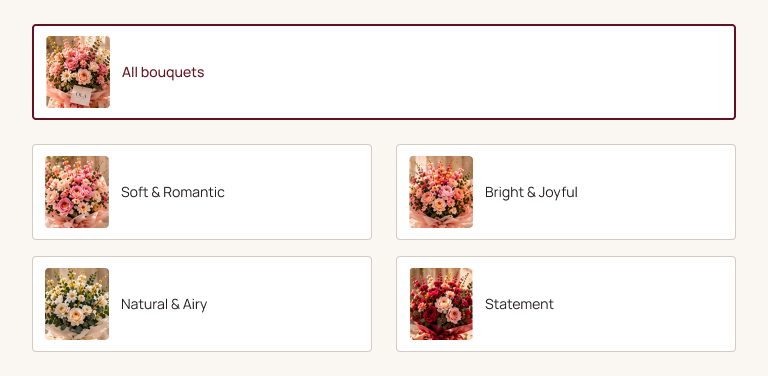 All bouquets
Soft & Romantic
Bright & Joyful
Natural & Airy
Statement